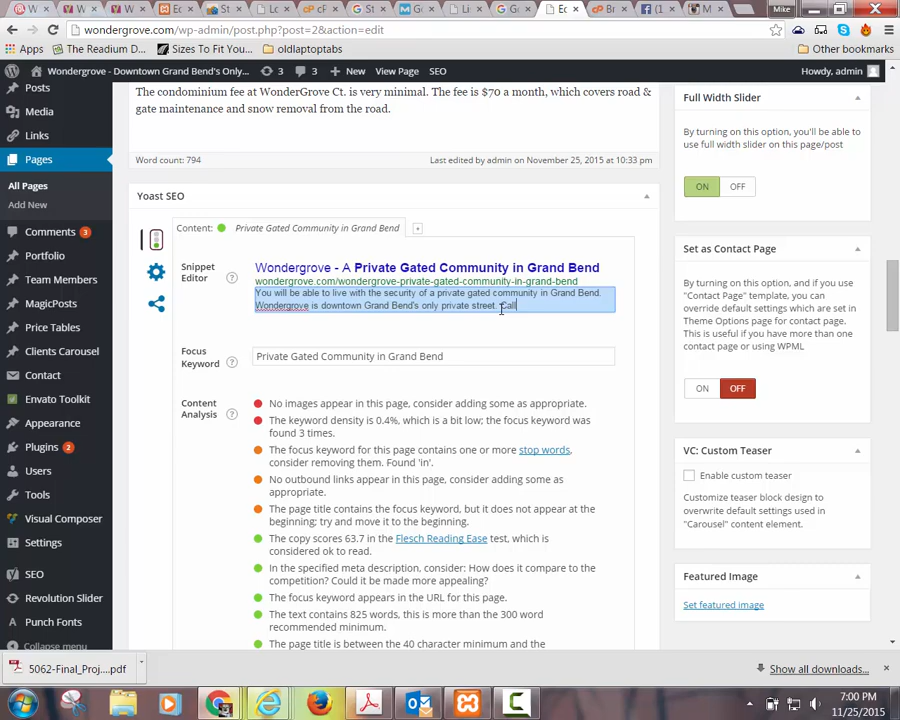 Mike
wondergrove.com/wp-admin/post.php?post=2&action=edit
Apps
The Readium D...
Sizes To Fit You...
oldlaptoptabs
Other bookmarks
Wondergrove - Downtown Grand Bend's Only...
3
3
New
View Page
SEO
Howdy, admin
Posts
Media
Links
Pages
All Pages
Add New
Comments 3
Portfolio
Team Members
MagicPosts
Price Tables
Clients Carousel
Contact
Envato Toolkit
Appearance
Plugins 2
Users
Tools
Visual Composer
Settings
SEO
Revolution Slider
Punch Fonts
Collapse menu
The condominium fee at WonderGrove Ct. is very minimal. The fee is $70 a month, which covers road &
gate maintenance and snow removal from the road.
Word count: 794
Last edited by admin on November 25, 2015 at 10:33 pm
Yoast SEO
Content:
Private Gated Community in Grand Bend
+
Snippet
Editor
?
Wondergrove - A Private Gated Community in Grand Bend
wondergrove.com/wondergrove-private-gated-community-in-grand-bend
You will be able to live with the security of a private gated community in Grand Bend.
Wondergrove is downtown Grand Bend's only private street. Call
Focus
Keyword
?
Private Gated Community in Grand Bend
Content
Analysis
?
No images appear in this page, consider adding some as appropriate.
The keyword density is 0.4%, which is a bit low; the focus keyword was
found 3 times.
The focus keyword for this page contains one or more stop words,
consider removing them. Found 'in'.
No outbound links appear in this page, consider adding some as
appropriate.
The page title contains the focus keyword, but it does not appear at the
beginning; try and move it to the beginning.
The copy scores 63.7 in the Flesch Reading Ease test, which is
considered ok to read.
In the specified meta description, consider: How does it compare to the
competition? Could it be made more appealing?
The focus keyword appears in the URL for this page.
The text contains 825 words, this is more than the 300 word
recommended minimum.
The page title is between the 40 character minimum and the
Full Width Slider
By turning on this option, you'll be able to
use full width slider on this page/post
ON
OFF
Set as Contact Page
By turning on this option, if you use
"Contact Page" template, you can
override default settings which are set in
Theme Options page for contact page.
This is useful if you have more than one
contact page or using WPML
ON
OFF
VC: Custom Teaser
Enable custom teaser
Customize teaser block design to
overwrite default settings used in
"Carousel" content element.
Featured Image
Set featured image
5062-Final_Proj....pdf
Show all downloads...
7:00 PM
11/25/2015